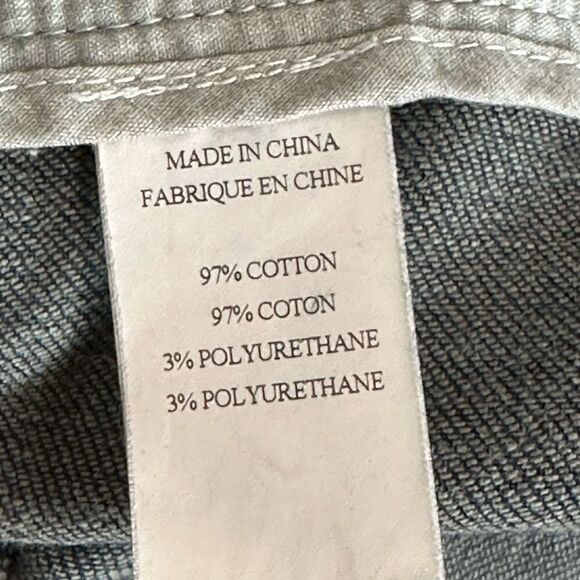 MADE IN CHINA
FABRIQUE EN CHINE
97% COTTON
97% COTON
3% POLYURETHANE
3% POLYURETHANE